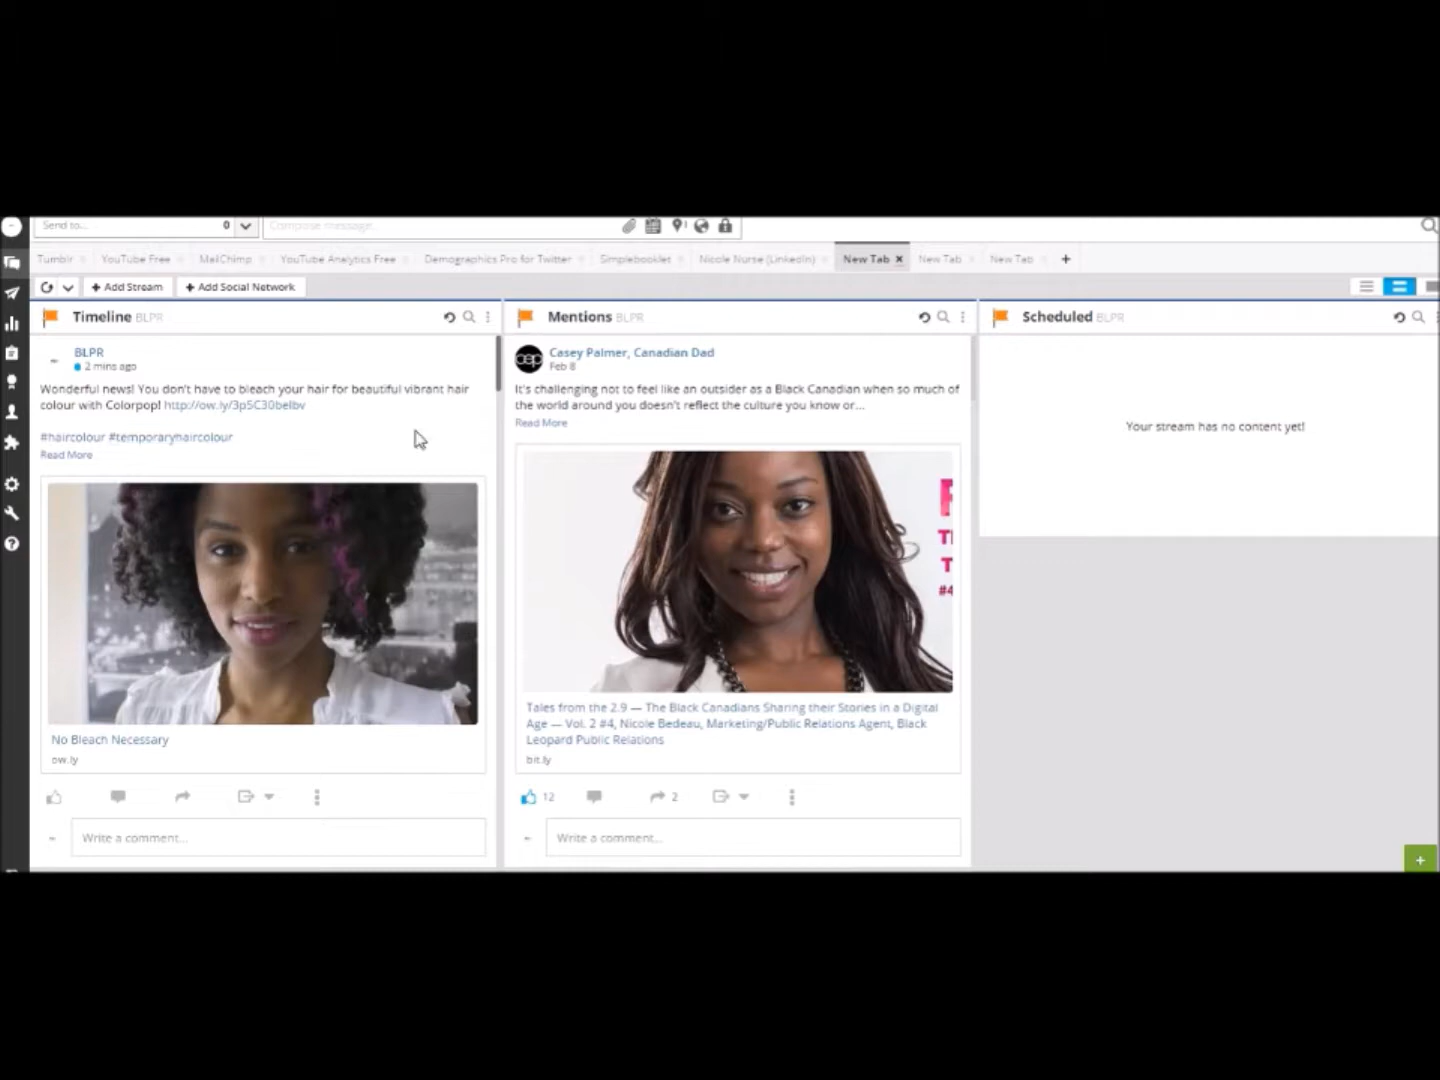 Send to...
0
Compose message...
Tumblr
YouTube Free
MailChimp
YouTube Analytics Free
Demographics Pro for Twitter
Simplebooklet
Nicole Nurse (LinkedIn)
New Tab
New Tab
New Tab
+ Add Stream
+ Add Social Network
Timeline BLPR
BLPR
2 mins ago
Wonderful news! You don't have to bleach your hair for beautiful vibrant hair
colour with Colorpop! http://ow.ly/3pSC30belbv
#haircolour #temporaryhaircolour
Read More
No Bleach Necessary
ow.ly
Write a comment...
Mentions BLPR
Casey Palmer, Canadian Dad
Feb 8
It's challenging not to feel like an outsider as a Black Canadian when so much of
the world around you doesn't reflect the culture you know or...
Read More
#4
Tales from the 2.9 — The Black Canadians Sharing their Stories in a Digital
Age — Vol. 2 #4, Nicole Bedeau, Marketing/Public Relations Agent, Black
Leopard Public Relations
bit.ly
12
2
Write a comment...
Scheduled BLPR
Your stream has no content yet!